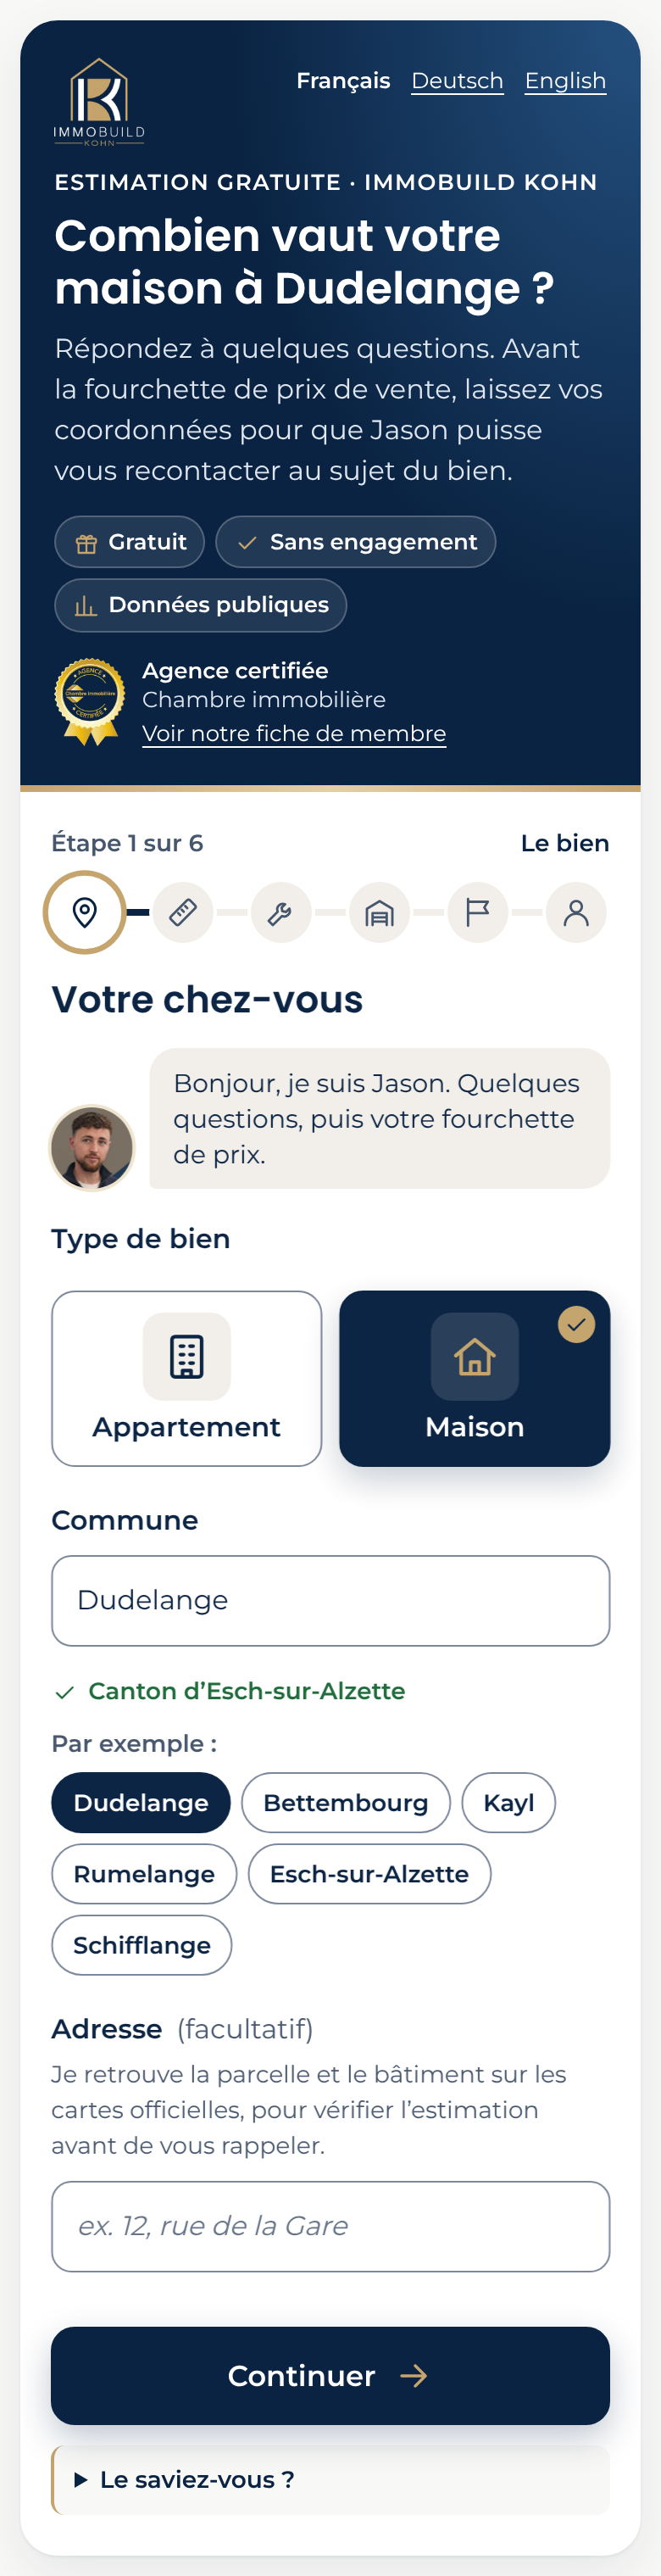 IMMOBUILD
KOHN
Français Deutsch English
ESTIMATION GRATUITE · IMMOBUILD KOHN
Combien vaut votre
maison à Dudelange ?
Répondez à quelques questions. Avant
la fourchette de prix de vente, laissez vos
coordonnées pour que Jason puisse
vous recontacter au sujet du bien.
Gratuit
Sans engagement
Données publiques
AGENCE
Chambre Immobilière
CERTIFIÉE
Agence certifiée
Chambre immobilière
Voir notre fiche de membre
Étape 1 sur 6
Le bien
Votre chez-vous
Bonjour, je suis Jason. Quelques
questions, puis votre fourchette
de prix.
Type de bien
Appartement
Maison
Commune
Dudelange
Canton d’Esch-sur-Alzette
Par exemple :
Dudelange
Bettembourg
Kayl
Rumelange
Esch-sur-Alzette
Schifflange
Adresse (facultatif)
Je retrouve la parcelle et le bâtiment sur les
cartes officielles, pour vérifier l’estimation
avant de vous rappeler.
ex. 12, rue de la Gare
Continuer
Le saviez-vous ?